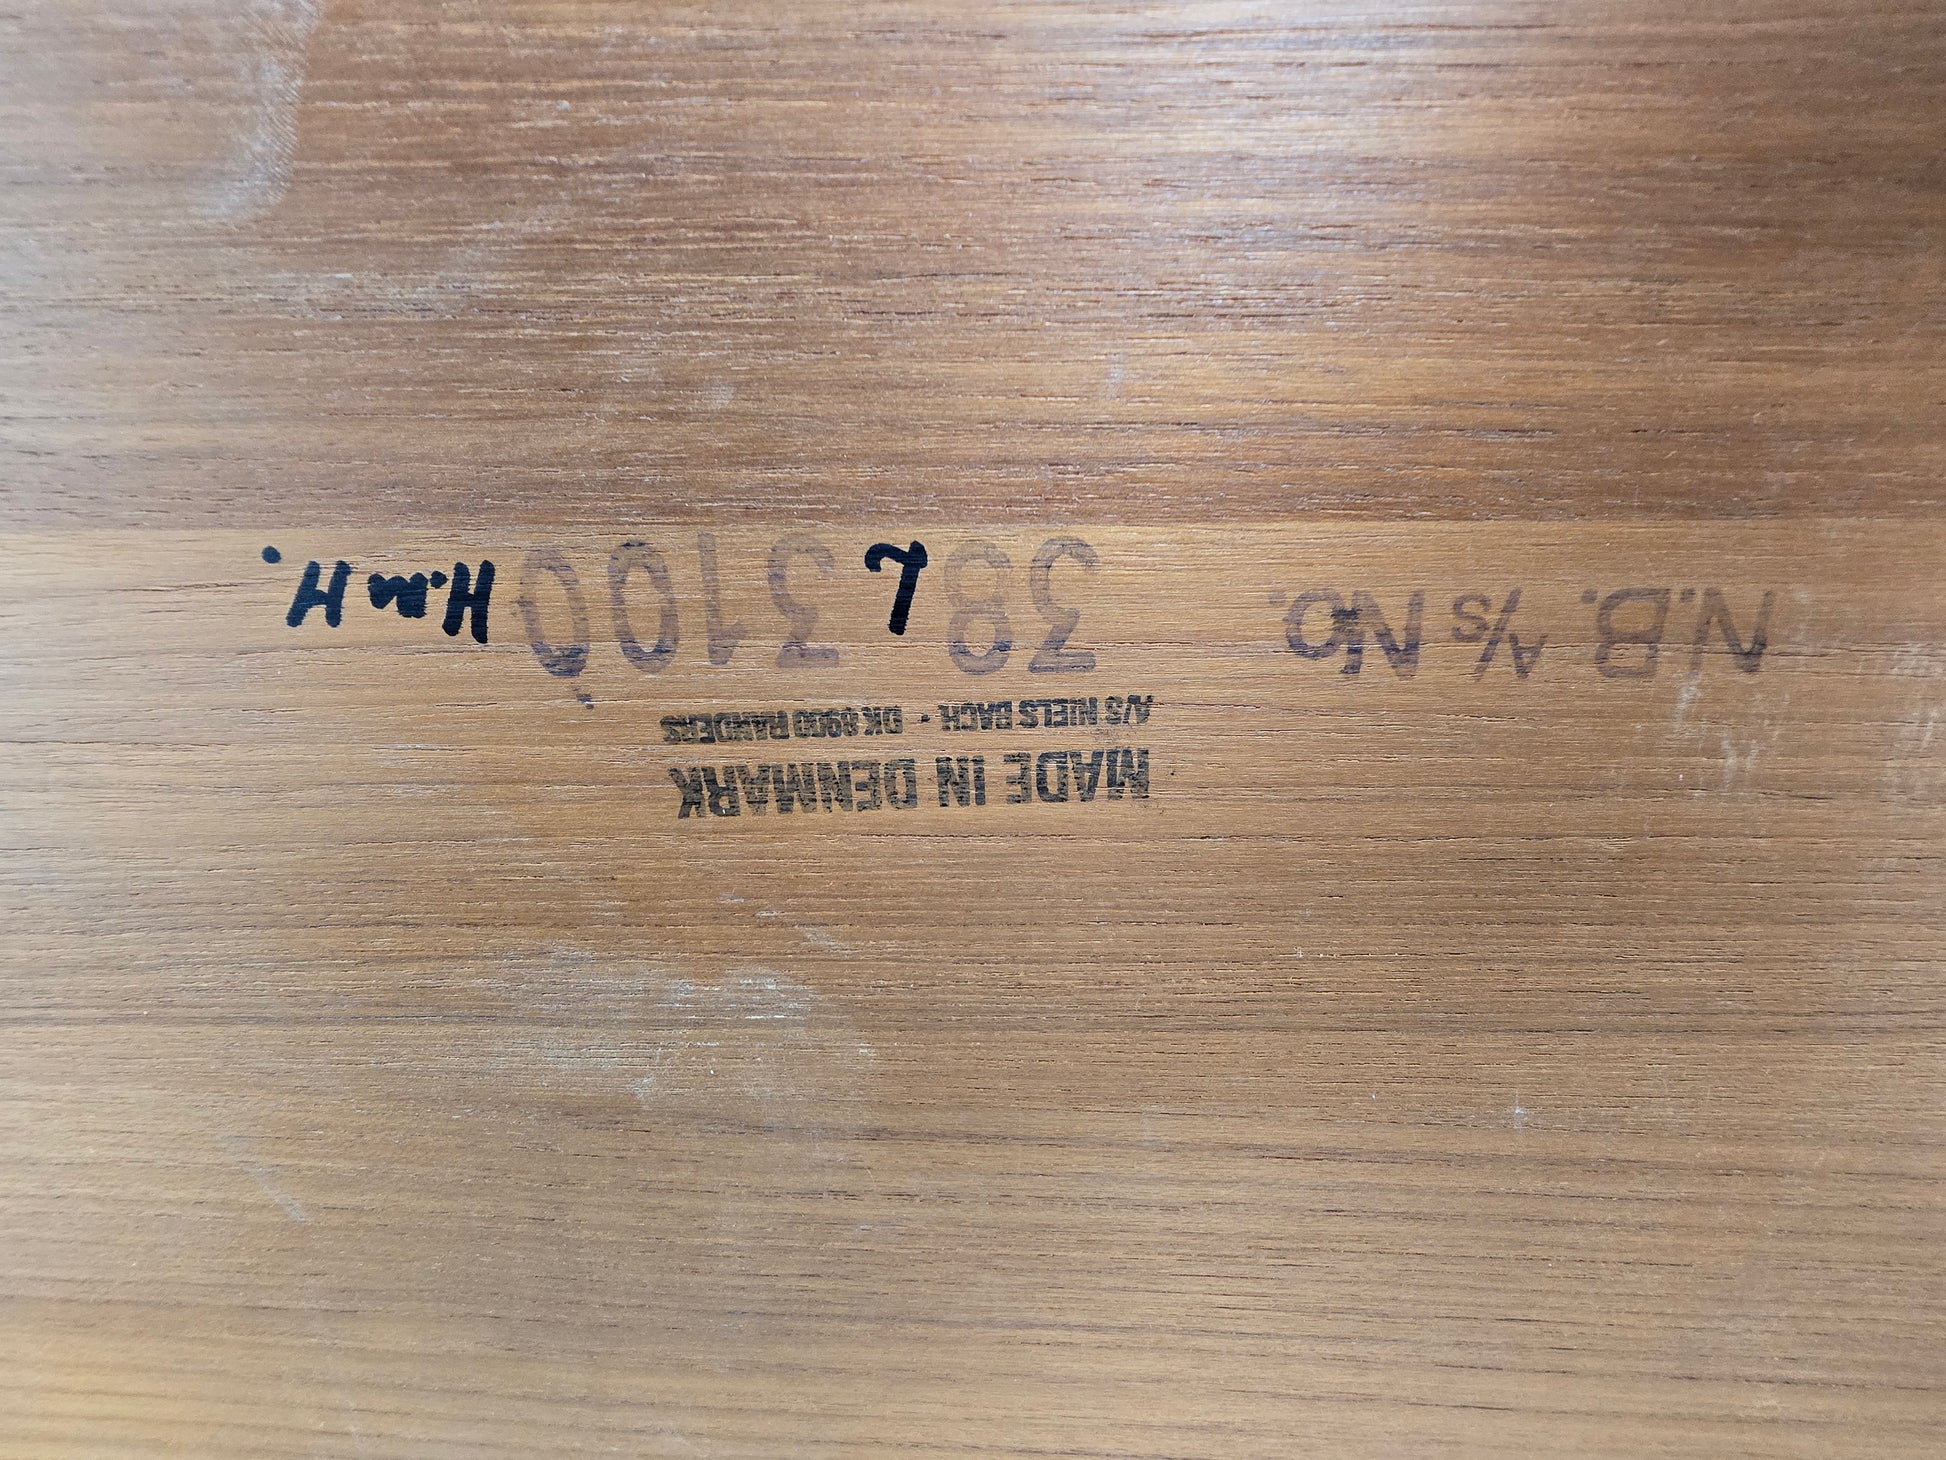 MADE IN DENMARK
A/S NIELS BACH · DK 8900 RANDERS
N.B. A/S No. 38 L 3100 H.M H.